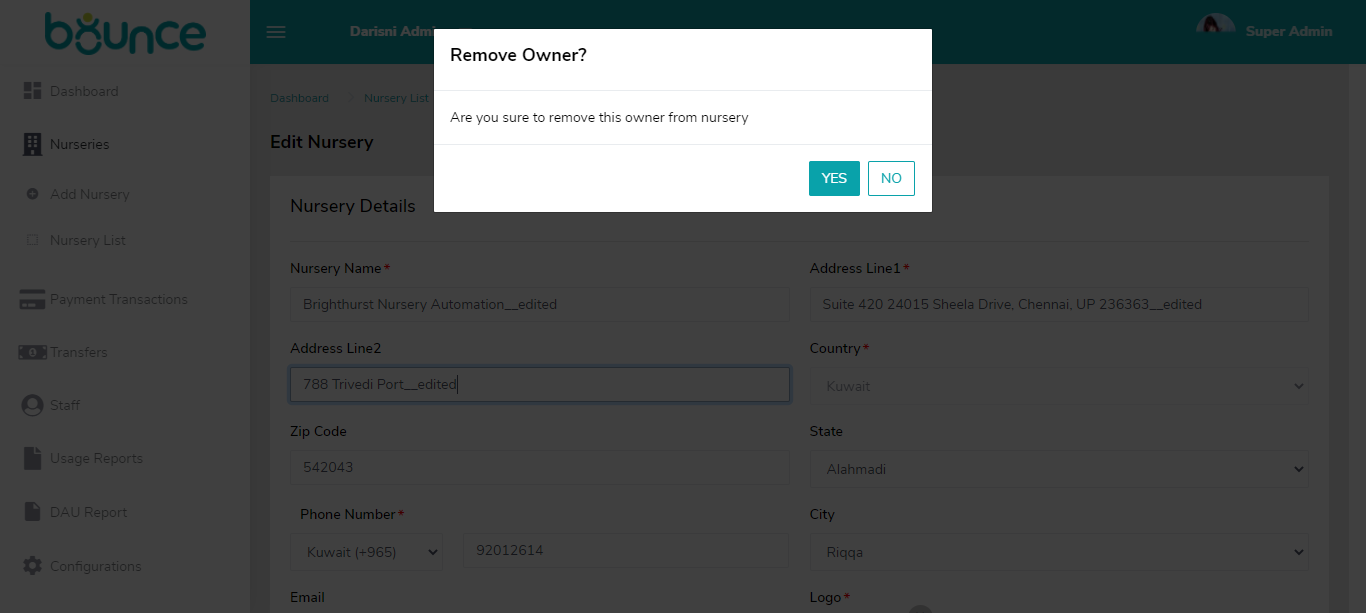 bounce
Darisni Admi
Super Admin
Remove Owner?
Are you sure to remove this owner from nursery
YES
NO
Dashboard
Nurseries
Add Nursery
Nursery List
Payment Transactions
Transfers
Staff
Usage Reports
DAU Report
Configurations
Dashboard > Nursery List
Edit Nursery
Nursery Details
Nursery Name*
Brighthurst Nursery Automation__edited
Address Line1*
Suite 420 24015 Sheela Drive, Chennai, UP 236363__edited
Address Line2
788 Trivedi Port__edited
Country*
Kuwait
Zip Code
542043
State
Alahmadi
Phone Number*
Kuwait (+965)
92012614
City
Riqqa
Email
Logo*